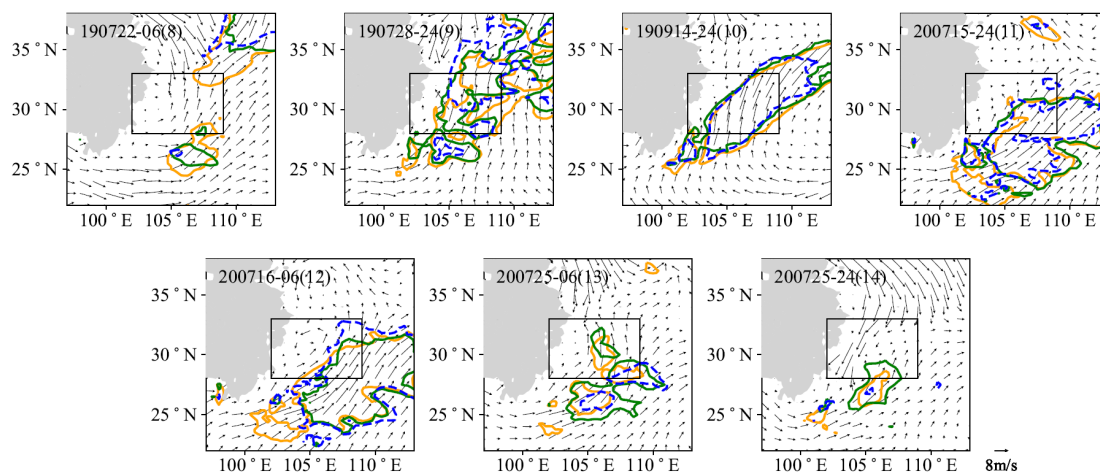 190722-06(8) 190728-24(9) 190914-24(10) 200715-24(11)
35° N 35° N 35° N 35° N
30° N 30° N 30° N 30° N
25° N 25° N 25° N 25° N
100° E 105° E 110° E 100° E 105° E 110° E 100° E 105° E 110° E 100° E 105° E 110° E
200716-06(12) 200725-06(13) 200725-24(14)
35° N 35° N 35° N
30° N 30° N 30° N
25° N 25° N 25° N
100° E 105° E 110° E 100° E 105° E 110° E 100° E 105° E 110° E
8m/s